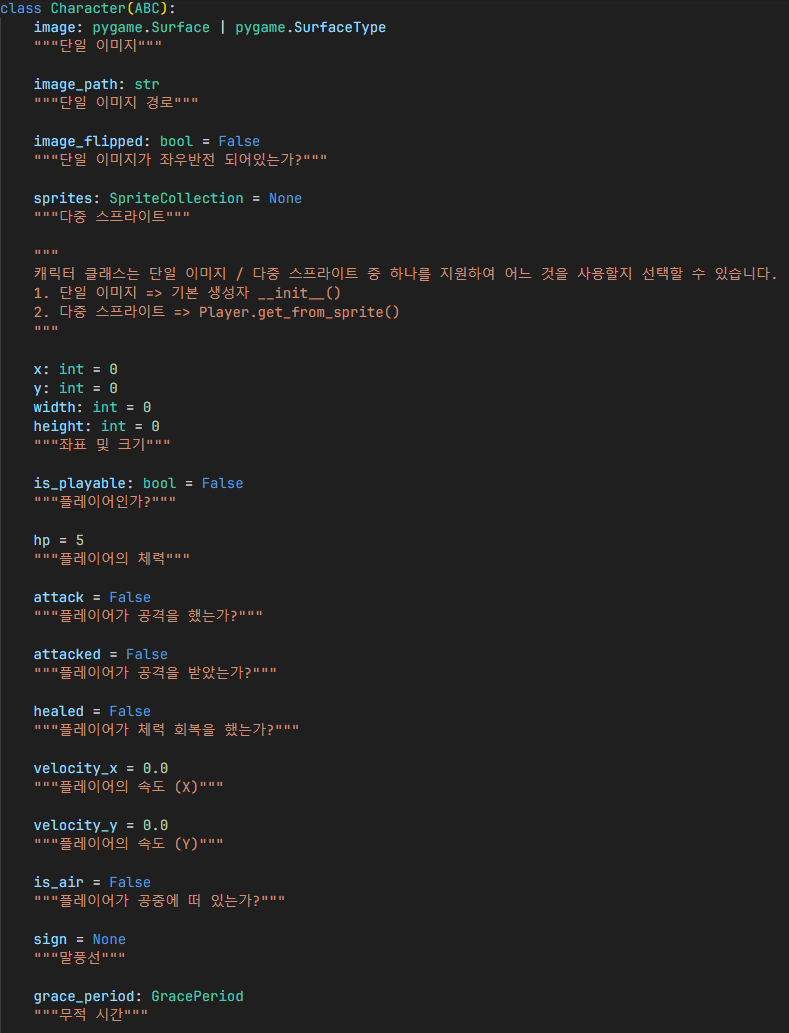 class Character(ABC):
    image: pygame.Surface | pygame.SurfaceType
    """단일 이미지"""

    image_path: str
    """단일 이미지 경로"""

    image_flipped: bool = False
    """단일 이미지가 좌우반전 되어있는가?"""

    sprites: SpriteCollection = None
    """다중 스프라이트"""

    """
    캐릭터 클래스는 단일 이미지 / 다중 스프라이트 중 하나를 지원하여 어느 것을 사용할지 선택할 수 있습니다.
    1. 단일 이미지 => 기본 생성자 __init__()
    2. 다중 스프라이트 => Player.get_from_sprite()
    """

    x: int = 0
    y: int = 0
    width: int = 0
    height: int = 0
    """좌표 및 크기"""

    is_playable: bool = False
    """플레이어인가?"""

    hp = 5
    """플레이어의 체력"""

    attack = False
    """플레이어가 공격을 했는가?"""

    attacked = False
    """플레이어가 공격을 받았는가?"""

    healed = False
    """플레이어가 체력 회복을 했는가?"""

    velocity_x = 0.0
    """플레이어의 속도 (X)"""

    velocity_y = 0.0
    """플레이어의 속도 (Y)"""

    is_air = False
    """플레이어가 공중에 떠 있는가?"""

    sign = None
    """말풍선"""

    grace_period: GracePeriod
    """무적 시간"""